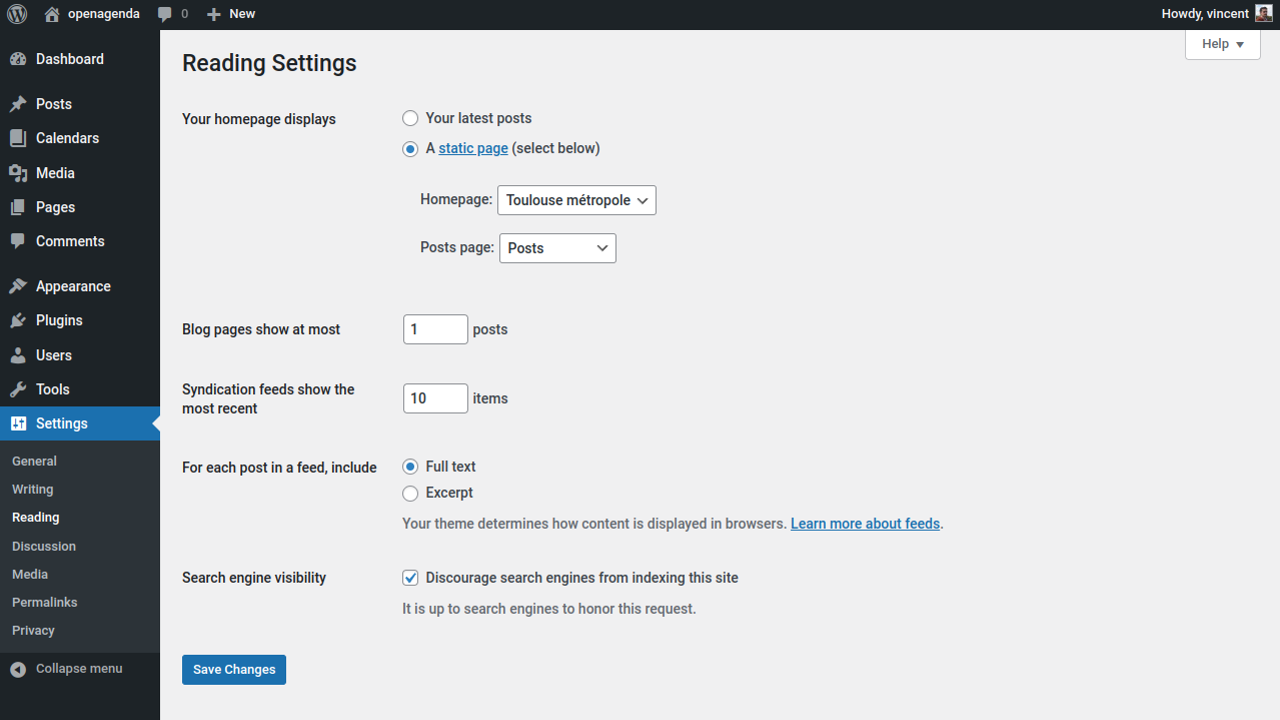 openagenda 0 New Howdy, vincent
Help
Dashboard
Posts
Calendars
Media
Pages
Comments
Appearance
Plugins
Users
Tools
Settings
General
Writing
Reading
Discussion
Media
Permalinks
Privacy
Collapse menu
Reading Settings
Your homepage displays
Your latest posts
A static page (select below)
Homepage: Toulouse métropole
Posts page: Posts
Blog pages show at most 1 posts
Syndication feeds show the
most recent
10 items
For each post in a feed, include
Full text
Excerpt
Your theme determines how content is displayed in browsers. Learn more about feeds.
Search engine visibility
Discourage search engines from indexing this site
It is up to search engines to honor this request.
Save Changes